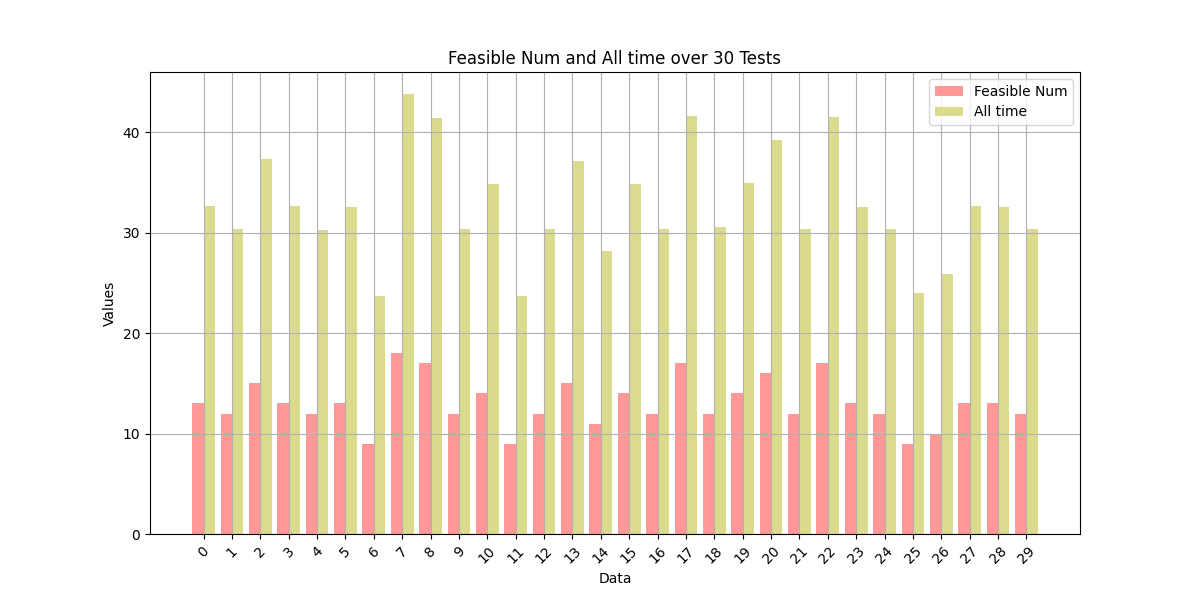 Feasible Num and All time over 30 Tests
Feasible Num
All time
40
30
20
10
0
Values
0 1 2 3 4 5 6 7 8 9 10 11 12 13 14 15 16 17 18 19 20 21 22 23 24 25 26 27 28 29
Data